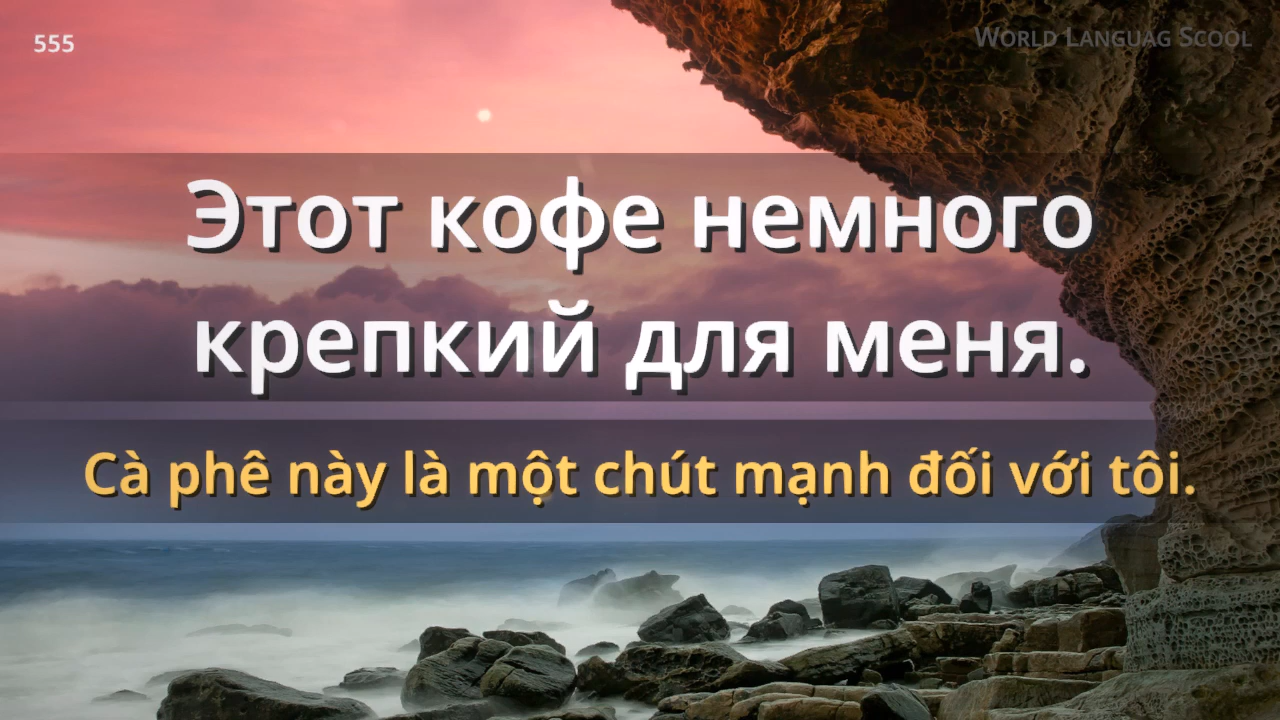 555
World Languag Scool
Этот кофе немного
крепкий для меня.
Cà phê này là một chút mạnh đối với tôi.